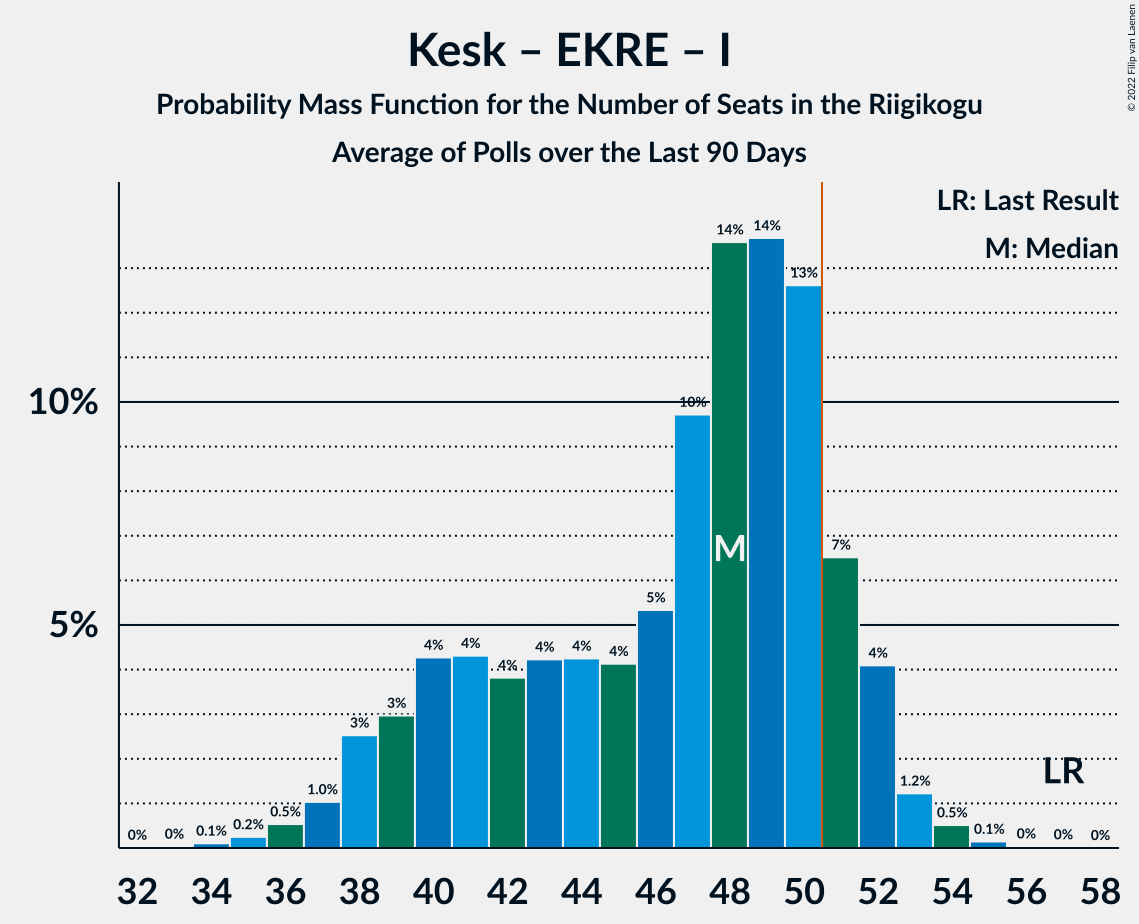 Kesk – EKRE – I
Probability Mass Function for the Number of Seats in the Riigikogu
Average of Polls over the Last 90 Days
© 2022 Filip van Laenen
LR: Last Result
M: Median
10%
5%
0% 0% 0.1% 0.2% 0.5% 1.0% 3% 3% 4% 4% 4% 4% 4% 4% 5% 10% 14% 14% 13% 7% 4% 1.2% 0.5% 0.1% 0% 0% 0%
M
LR
32 34 36 38 40 42 44 46 48 50 52 54 56 58